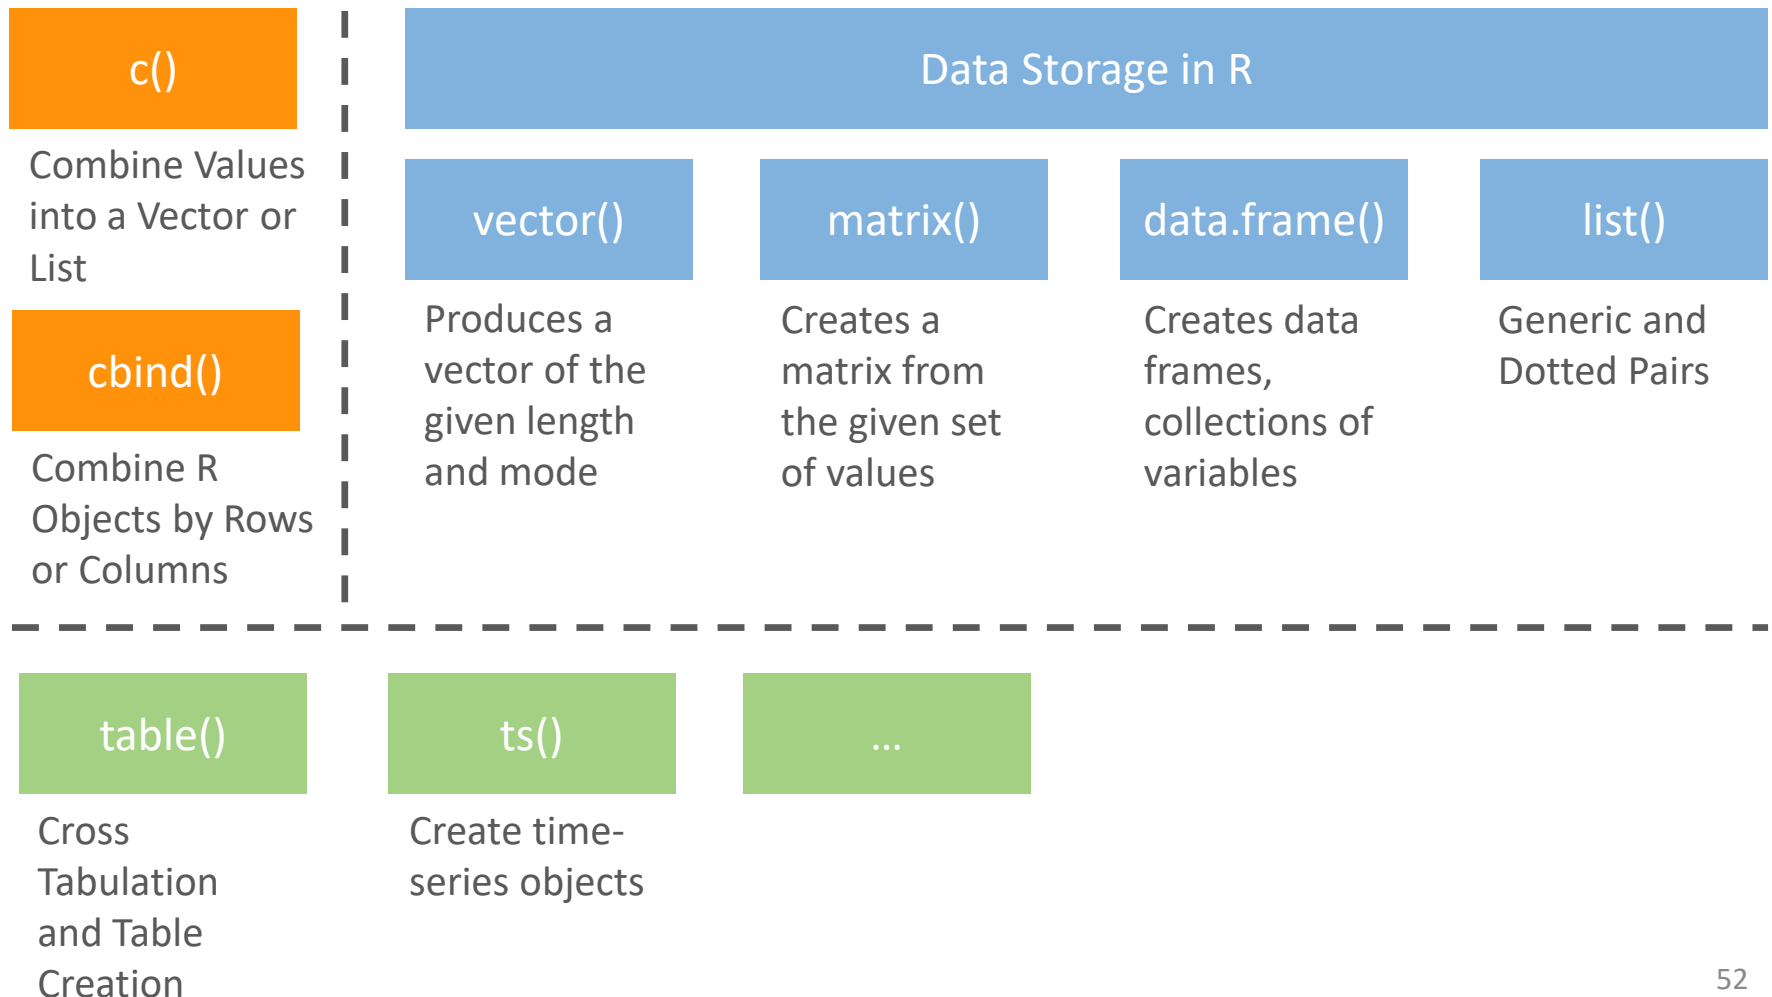 c()
Combine Values
into a Vector or
List
cbind()
Combine R
Objects by Rows
or Columns
Data Storage in R
vector()
Produces a
vector of the
given length
and mode
matrix()
Creates a
matrix from
the given set
of values
data.frame()
Creates data
frames,
collections of
variables
list()
Generic and
Dotted Pairs
table()
Cross
Tabulation
and Table
Creation
ts()
Create time-
series objects
...
52